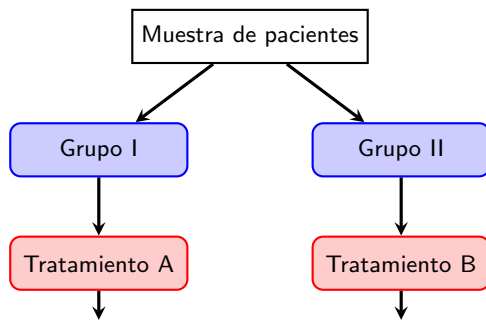 Muestra de pacientes
Grupo I
Grupo II
Tratamiento A
Tratamiento B